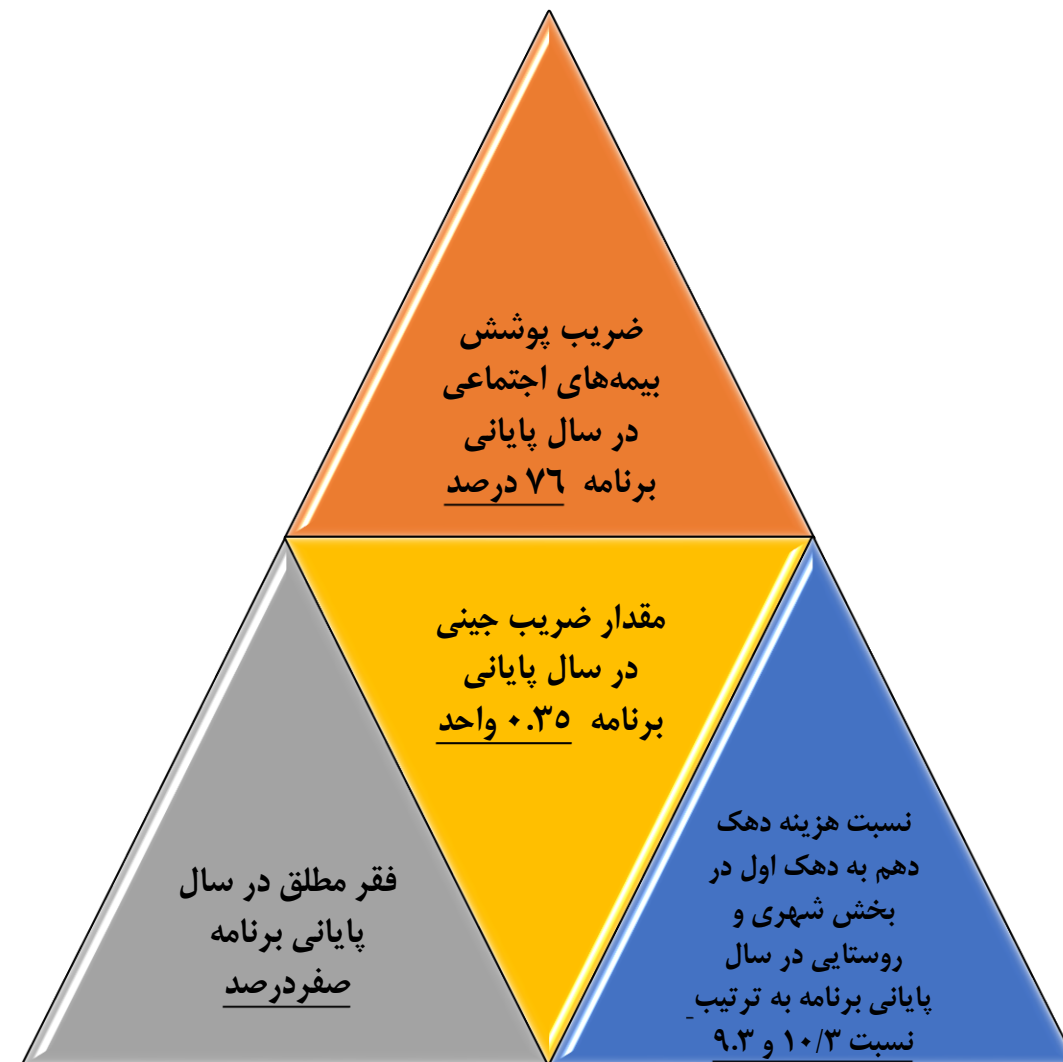 ضریب پوشش
بیمه‌های اجتماعی
در سال پایانی
برنامه ۷۶ درصد
مقدار ضریب جینی
در سال پایانی
برنامه ۰.۳۵ واحد
نسبت هزینه دهک
دهم به دهک اول در
بخش شهری و
روستایی در سال
پایانی برنامه به ترتیب
نسبت ۱۰/۳ و ۹.۳
فقر مطلق در سال
پایانی برنامه
صفردرصد